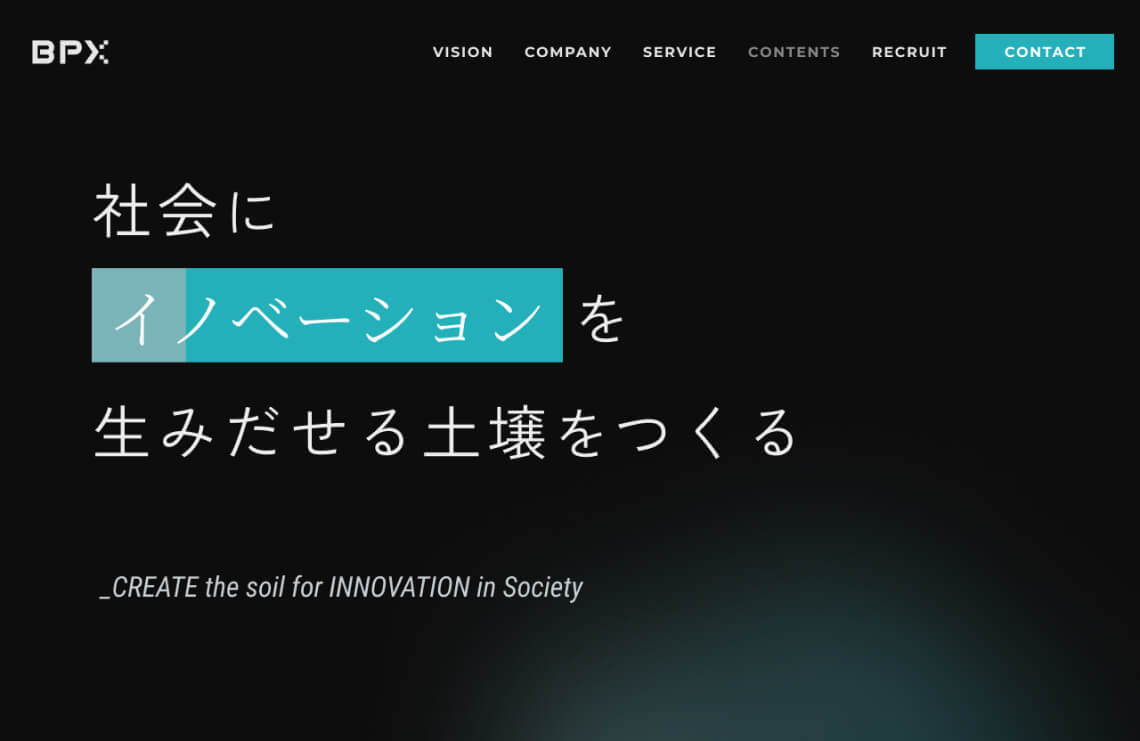 BPX
VISION COMPANY SERVICE CONTENTS RECRUIT CONTACT
社会に
イノベーション を
生みだせる土壌をつくる
_CREATE the soil for INNOVATION in Society